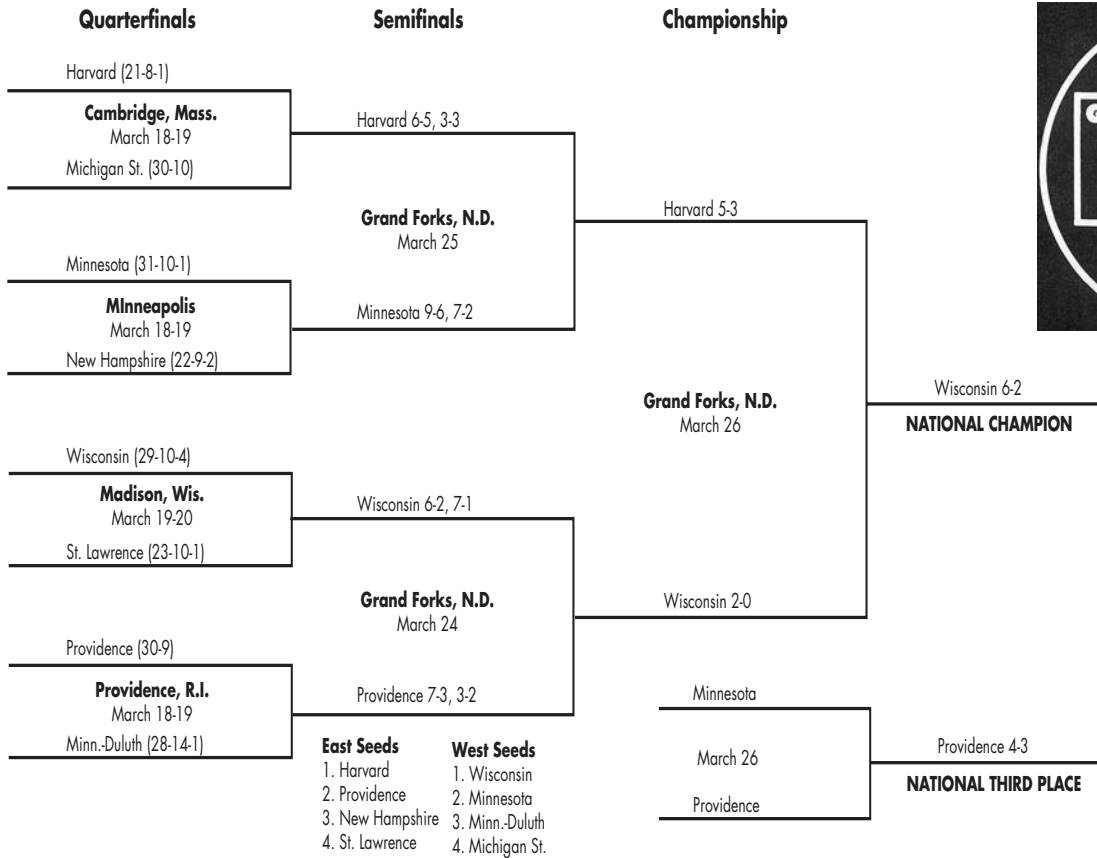 Quarterfinals
Semifinals
Championship
Harvard (21-8-1)
Cambridge, Mass.
March 18-19
Michigan St. (30-10)
Harvard 6-5, 3-3
Grand Forks, N.D.
March 25
Harvard 5-3
Minnesota (31-10-1)
MInneapolis
March 18-19
New Hampshire (22-9-2)
Minnesota 9-6, 7-2
Grand Forks, N.D.
March 26
Wisconsin 6-2
NATIONAL CHAMPION
Wisconsin (29-10-4)
Madison, Wis.
March 19-20
St. Lawrence (23-10-1)
Wisconsin 6-2, 7-1
Grand Forks, N.D.
March 24
Wisconsin 2-0
Providence (30-9)
Providence, R.I.
March 18-19
Minn.-Duluth (28-14-1)
Providence 7-3, 3-2
East Seeds
1. Harvard
2. Providence
3. New Hampshire
4. St. Lawrence
West Seeds
1. Wisconsin
2. Minnesota
3. Minn.-Duluth
4. Michigan St.
Minnesota
March 26
Providence
Providence 4-3
NATIONAL THIRD PLACE